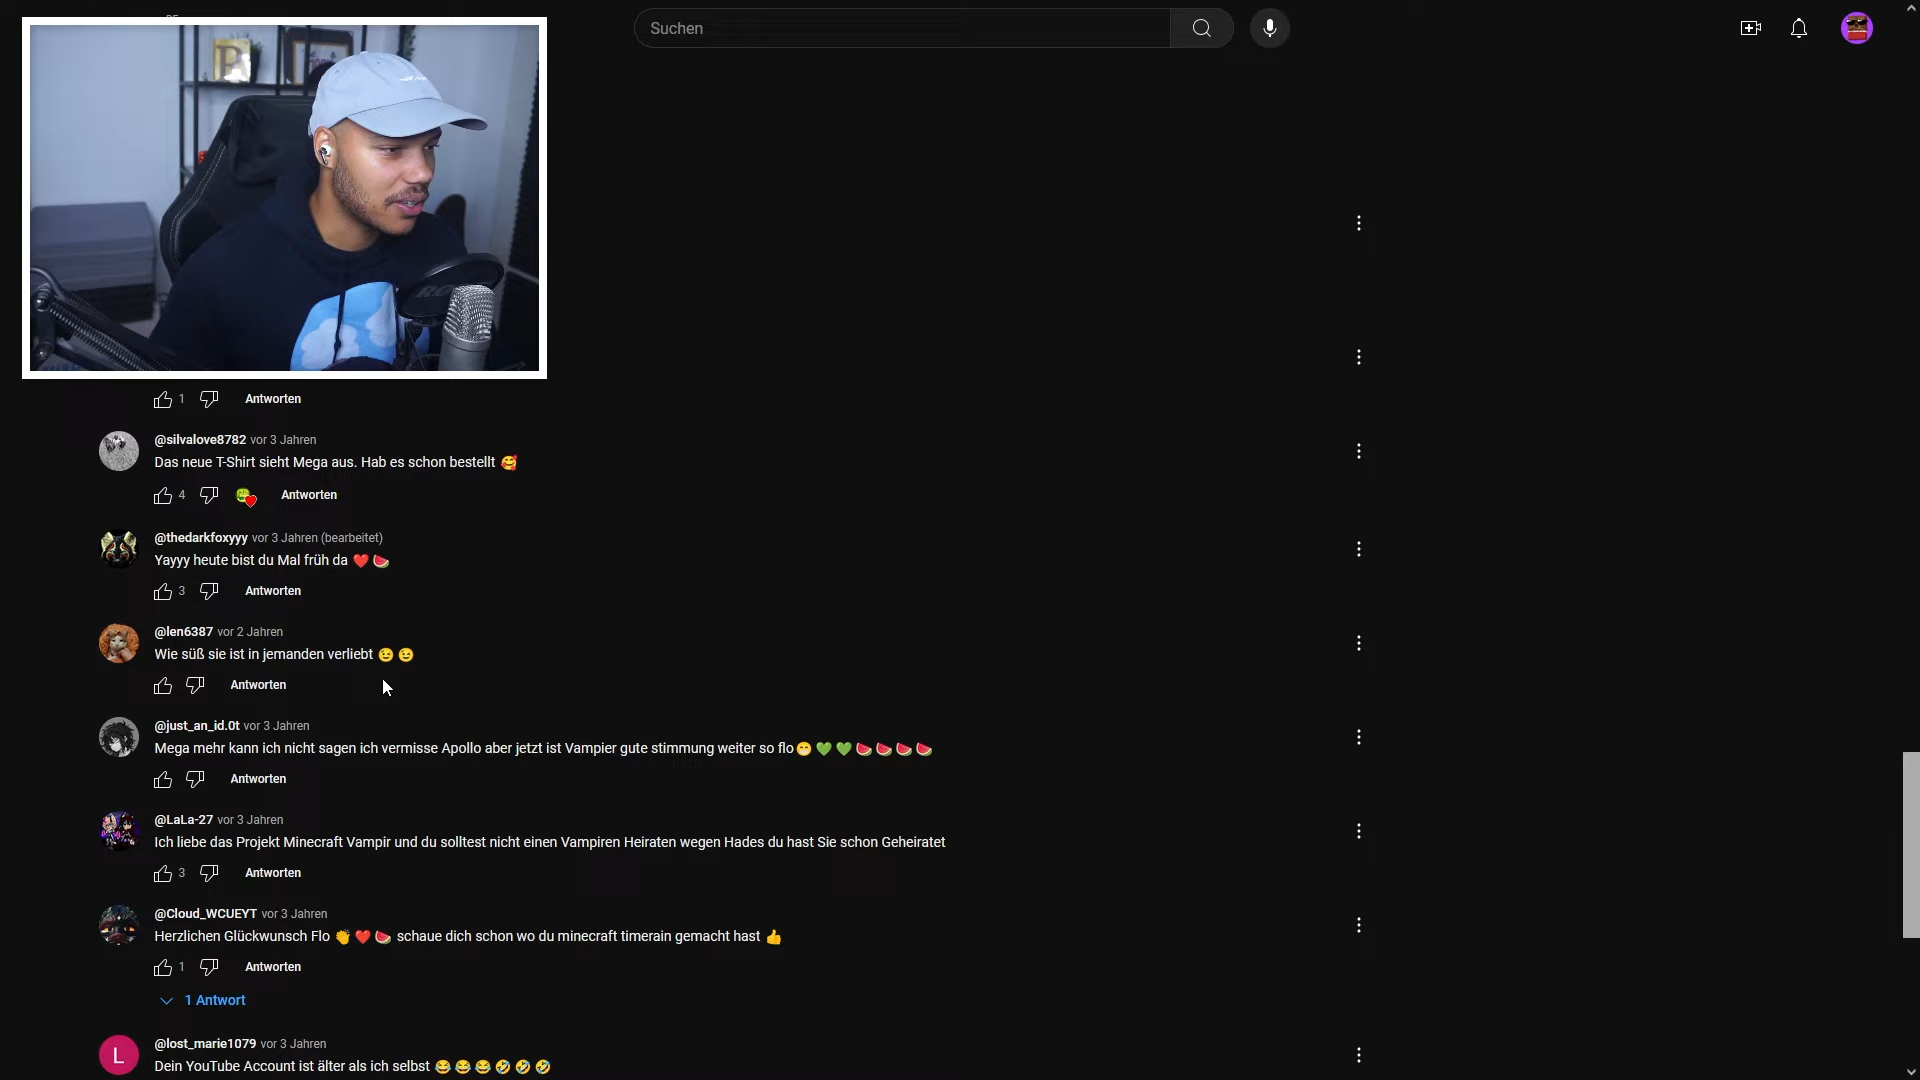 Suchen
1 Antworten
@silvalove8782 vor 3 Jahren
Das neue T-Shirt sieht Mega aus. Hab es schon bestellt 🥰
4 Antworten
@thedarkfoxyyy vor 3 Jahren (bearbeitet)
Yayyy heute bist du Mal früh da ❤️🍉
3 Antworten
@len6387 vor 2 Jahren
Wie süß sie ist in jemanden verliebt 😉😉
Antworten
@just_an_id.0t vor 3 Jahren
Mega mehr kann ich nicht sagen ich vermisse Apollo aber jetzt ist Vampier gute stimmung weiter so flo😁💚💚🍉🍉🍉🍉
Antworten
@LaLa-27 vor 3 Jahren
Ich liebe das Projekt Minecraft Vampir und du solltest nicht einen Vampiren Heiraten wegen Hades du hast Sie schon Geheiratet
3 Antworten
@Cloud_WCUEYT vor 3 Jahren
Herzlichen Glückwunsch Flo 👏❤️🍉 schaue dich schon wo du minecraft timerain gemacht hast 👍
1 Antworten
1 Antwort
L
@lost_marie1079 vor 3 Jahren
Dein YouTube Account ist älter als ich selbst 😂😂😂🤣🤣🤣